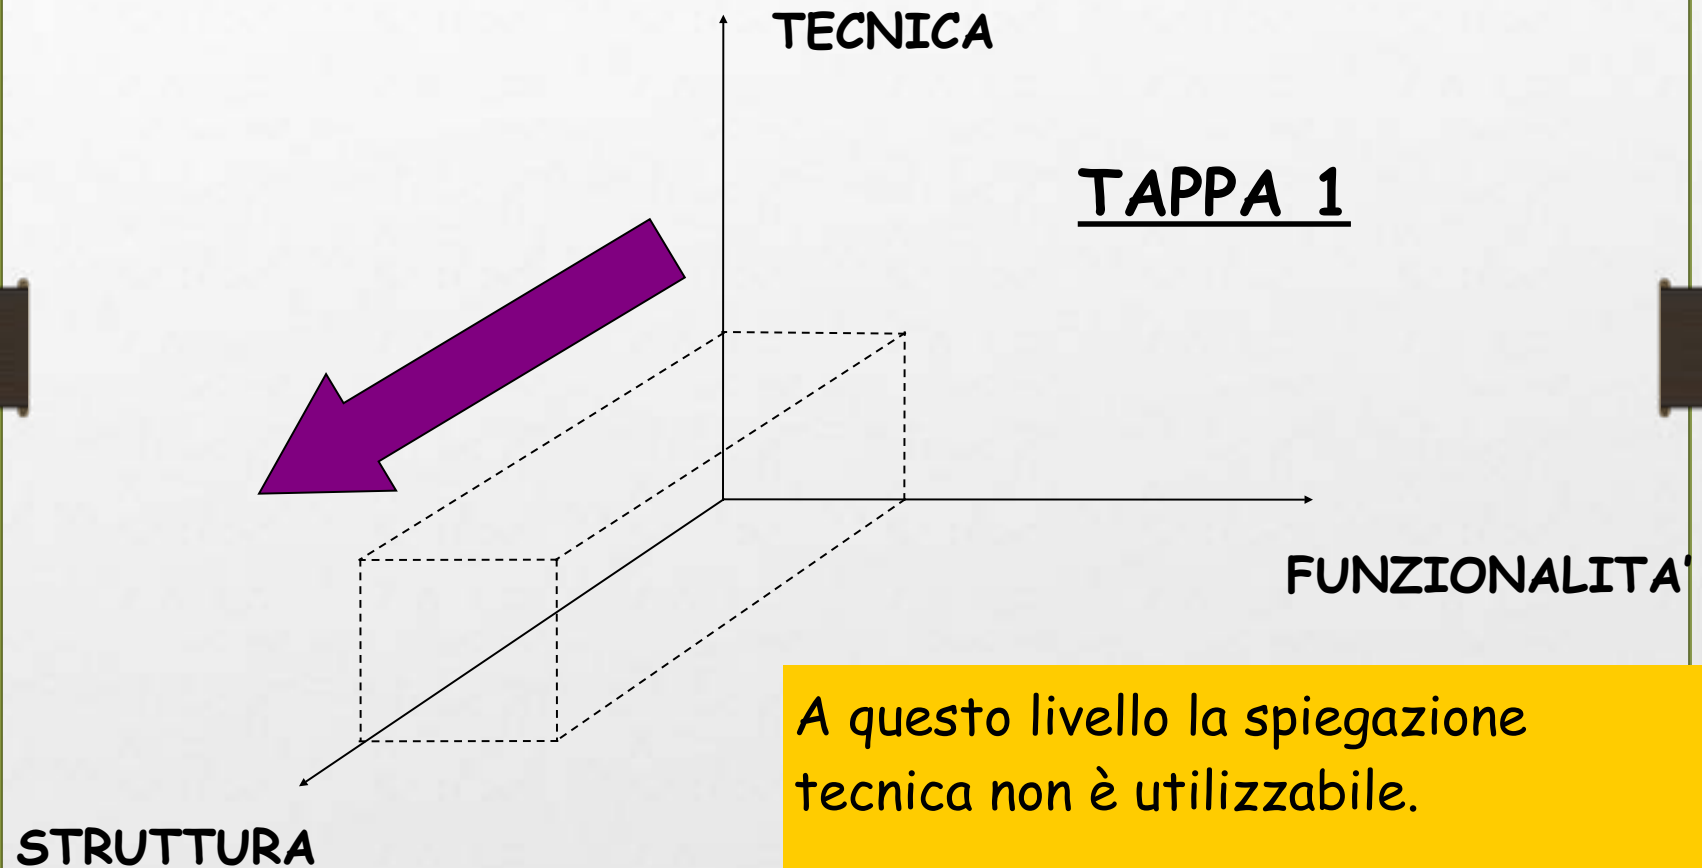 TECNICA
TAPPA 1
FUNZIONALITA'
A questo livello la spiegazione
tecnica non è utilizzabile.
STRUTTURA